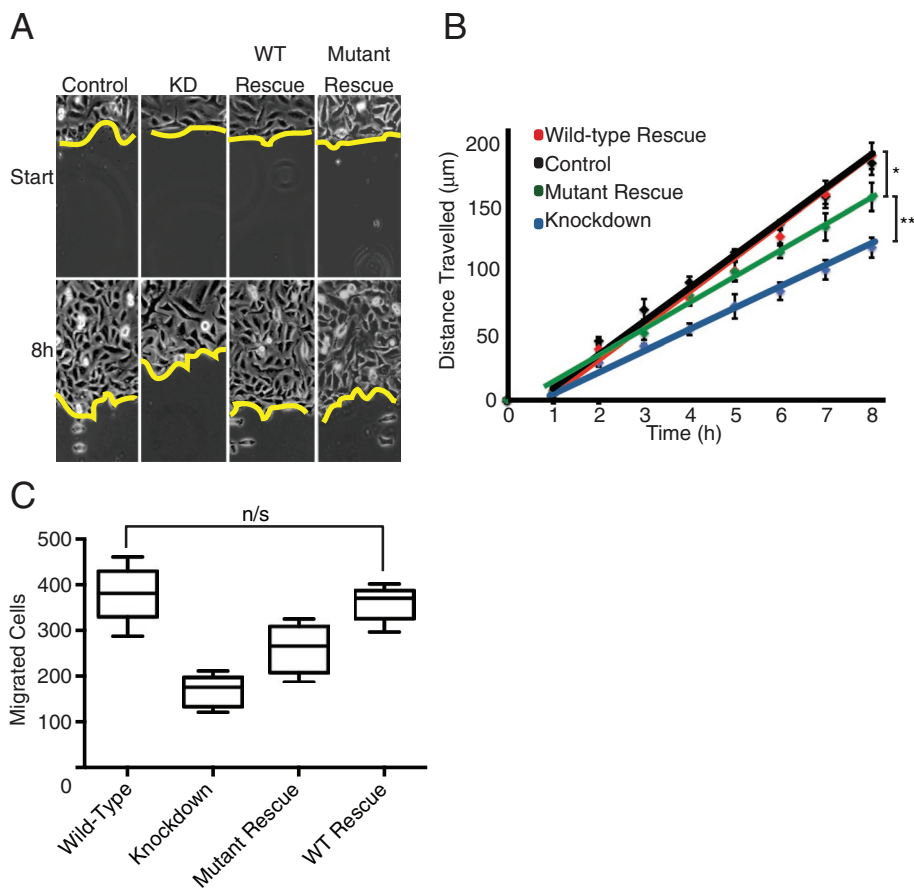 A
Control
KD
WT
Rescue
Mutant
Rescue
Start
8h
B
Distance Travelled (µm)
200
150
100
50
0
Wild-type Rescue
Control
Mutant Rescue
Knockdown
*
**
0 1 2 3 4 5 6 7 8
Time (h)
C
n/s
Migrated Cells
500
400
300
200
100
0
Wild-Type
Knockdown
Mutant Rescue
WT Rescue